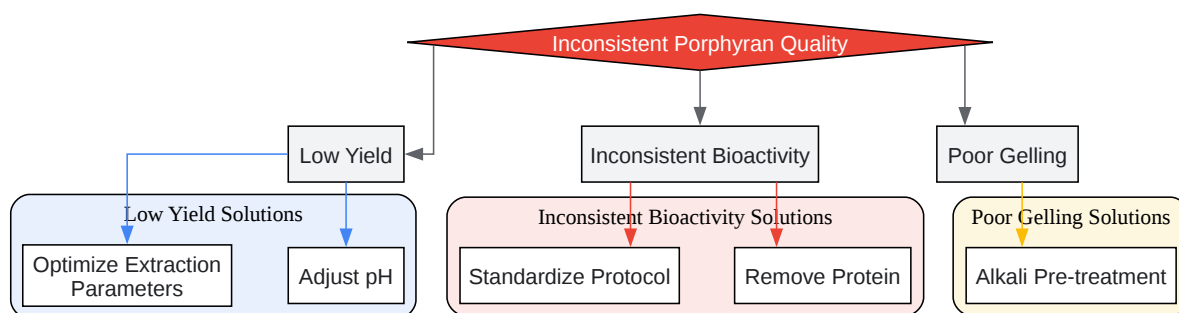 Inconsistent Porphyran Quality
Low Yield
Inconsistent Bioactivity
Poor Gelling
Low Yield Solutions
Inconsistent Bioactivity Solutions
Poor Gelling Solutions
Optimize Extraction
Parameters
Adjust pH
Standardize Protocol
Remove Protein
Alkali Pre-treatment